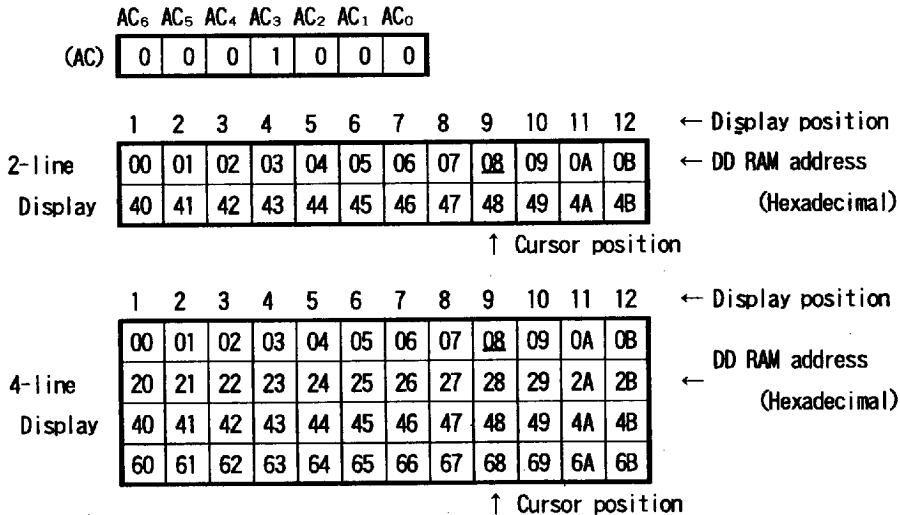 AC₆ AC₅ AC₄ AC₃ AC₂ AC₁ AC₀
(AC) 0 0 0 1 0 0 0
1 2 3 4 5 6 7 8 9 10 11 12 ← Display position
2-line 00 01 02 03 04 05 06 07 08 09 0A 0B ← DD RAM address
Display 40 41 42 43 44 45 46 47 48 49 4A 4B (Hexadecimal)
↑ Cursor position
1 2 3 4 5 6 7 8 9 10 11 12 ← Display position
00 01 02 03 04 05 06 07 08 09 0A 0B
4-line 20 21 22 23 24 25 26 27 28 29 2A 2B ← DD RAM address
Display 40 41 42 43 44 45 46 47 48 49 4A 4B (Hexadecimal)
60 61 62 63 64 65 66 67 68 69 6A 6B
↑ Cursor position